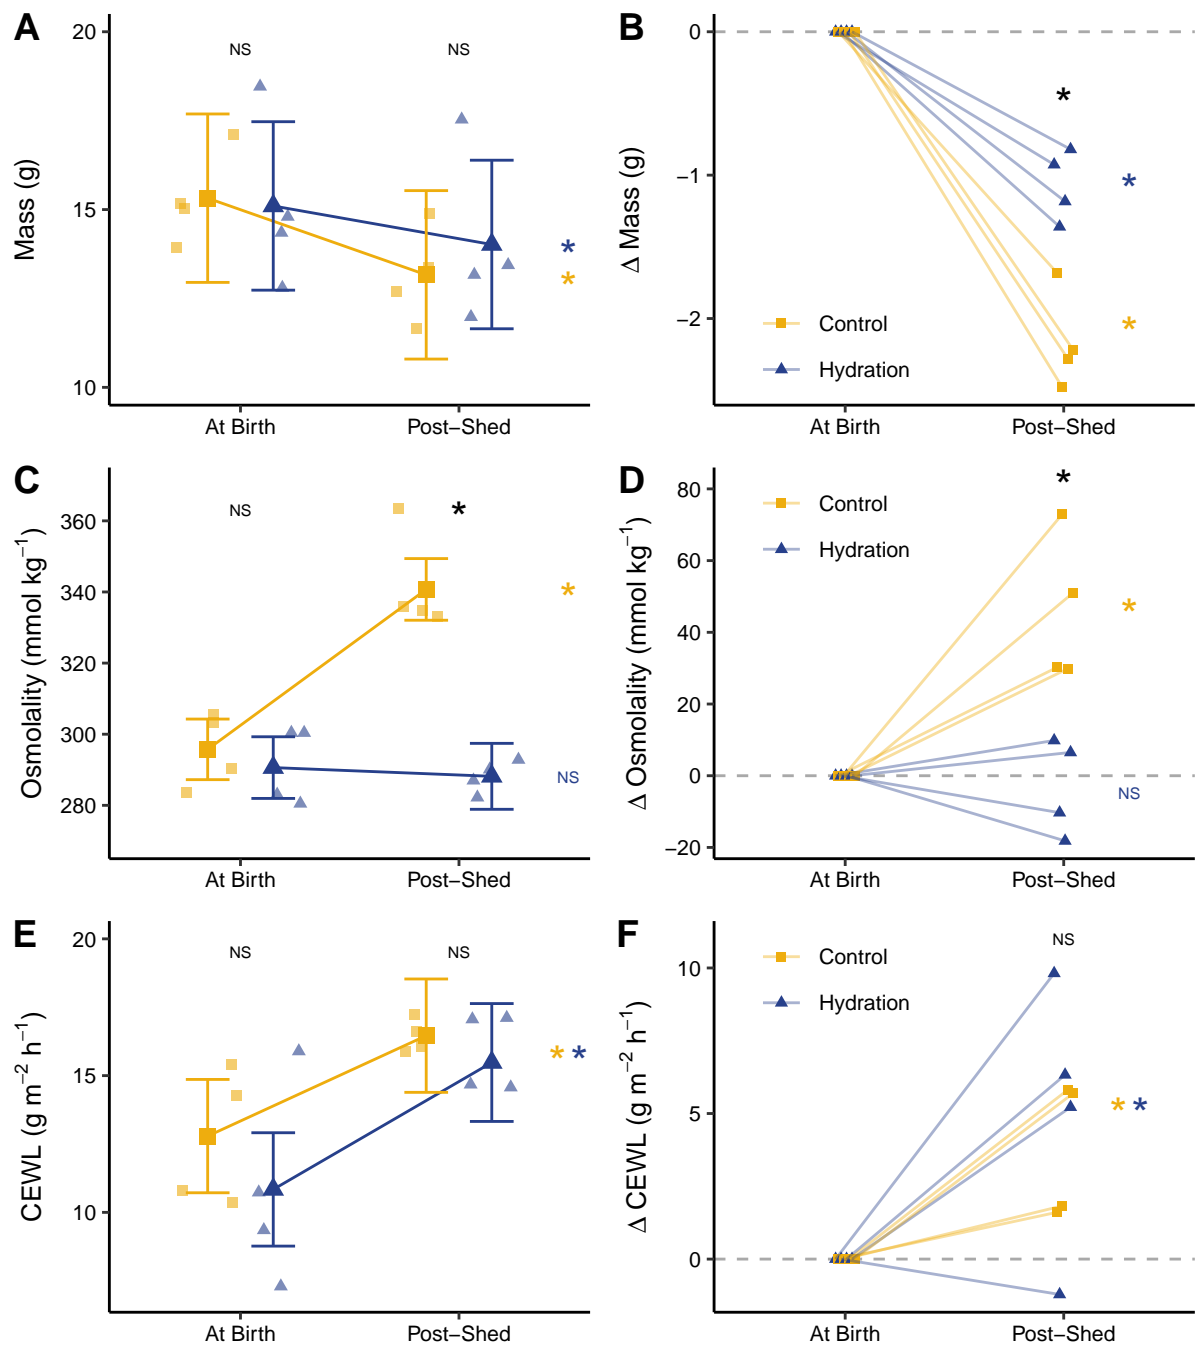 A
B
20
NS
NS
15
10
Mass (g)
*
*
At Birth
Post−Shed
0
−1
−2
Δ Mass (g)
*
*
*
Control
Hydration
At Birth
Post−Shed
C
D
360
340
320
300
280
Osmolality (mmol kg⁻¹)
NS
*
*
NS
At Birth
Post−Shed
80
60
40
20
0
−20
Δ Osmolality (mmol kg⁻¹)
Control
Hydration
*
*
NS
At Birth
Post−Shed
E
F
20
15
10
CEWL (g m⁻² h⁻¹)
NS
NS
* *
At Birth
Post−Shed
10
5
0
Δ CEWL (g m⁻² h⁻¹)
Control
Hydration
NS
* *
At Birth
Post−Shed